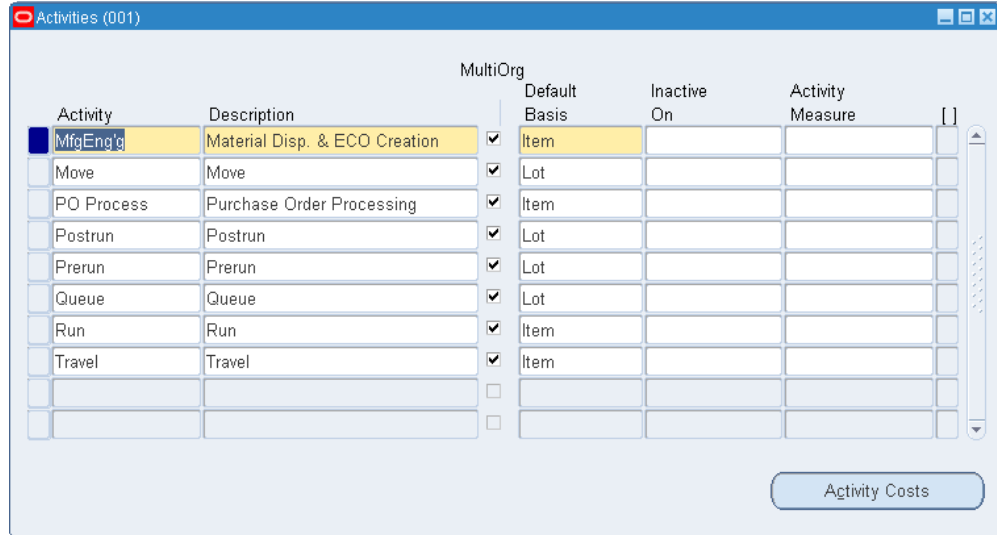 Activities (001)
MultiOrg
Default Inactive Activity
Activity Description Basis On Measure [ ]
MfgEng'g Material Disp. & ECO Creation Item
Move Move Lot
PO Process Purchase Order Processing Item
Postrun Postrun Lot
Prerun Prerun Lot
Queue Queue Lot
Run Run Item
Travel Travel Item
Activity Costs